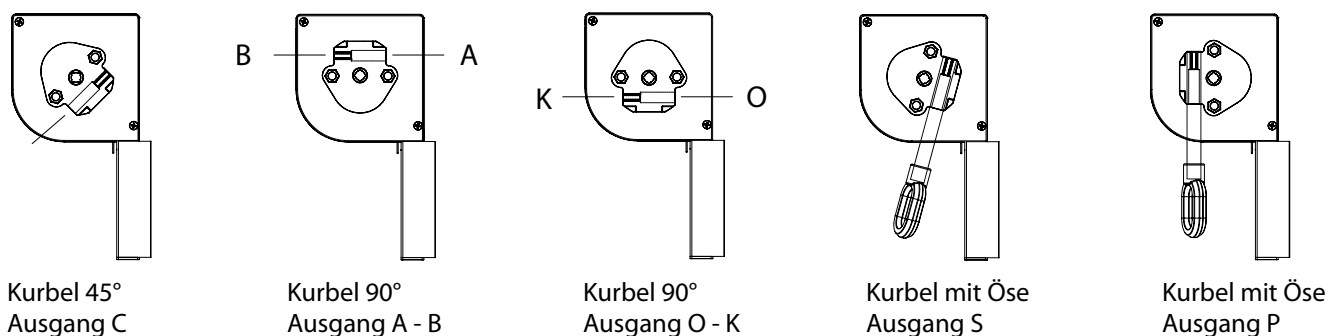 B
A
K
O
Kurbel 45°
Ausgang C
Kurbel 90°
Ausgang A - B
Kurbel 90°
Ausgang O - K
Kurbel mit Öse
Ausgang S
Kurbel mit Öse
Ausgang P